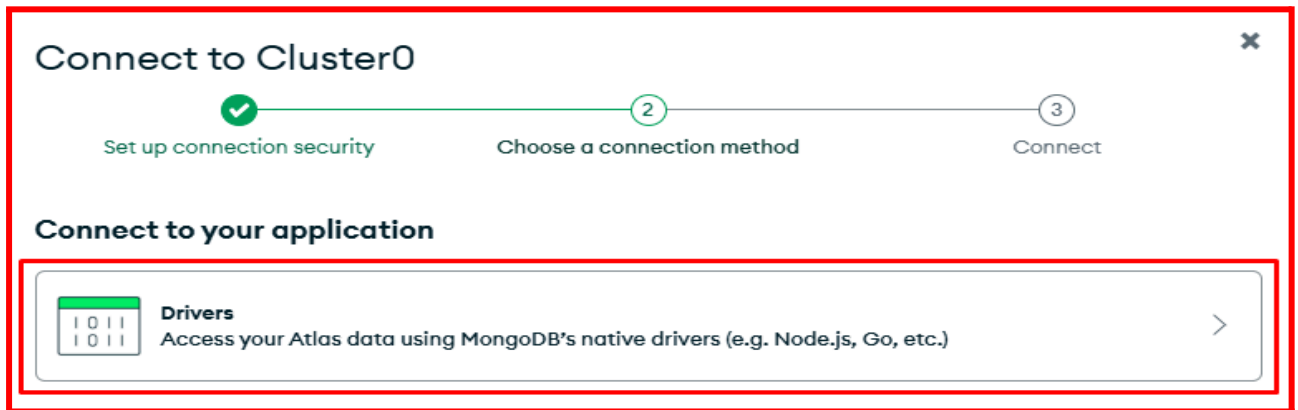 Connect to Cluster0
×
2
3
Set up connection security
Choose a connection method
Connect
Connect to your application
1011
1011
Drivers
Access your Atlas data using MongoDB's native drivers (e.g. Node.js, Go, etc.)